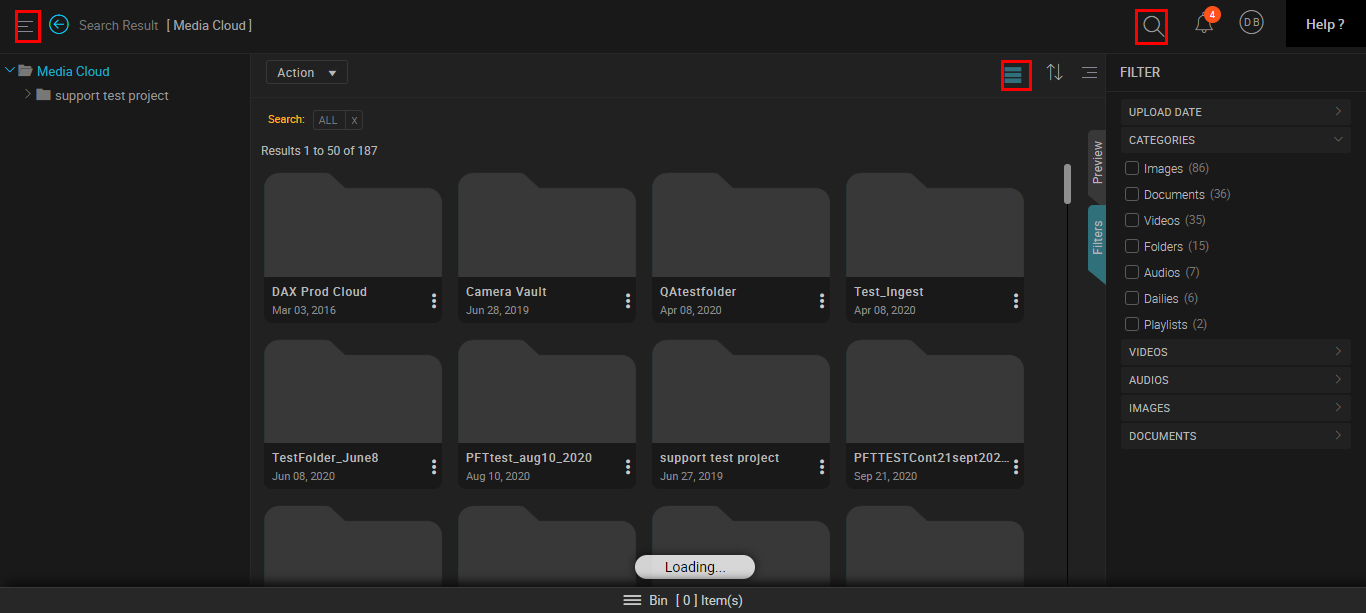 Search Result [ Media Cloud ]
4
D B
Help ?
Media Cloud
support test project
Action
Search: ALL x
Results 1 to 50 of 187
DAX Prod Cloud
Mar 03, 2016
Camera Vault
Jun 28, 2019
QAtestfolder
Apr 08, 2020
Test_Ingest
Apr 08, 2020
TestFolder_June8
Jun 08, 2020
PFTtest_aug10_2020
Aug 10, 2020
support test project
Jun 27, 2019
PFTTESTCont21sept202...
Sep 21, 2020
Loading...
Preview
Filters
FILTER
UPLOAD DATE
CATEGORIES
Images (86)
Documents (36)
Videos (35)
Folders (15)
Audios (7)
Dailies (6)
Playlists (2)
VIDEOS
AUDIOS
IMAGES
DOCUMENTS
Bin [ 0 ] Item(s)